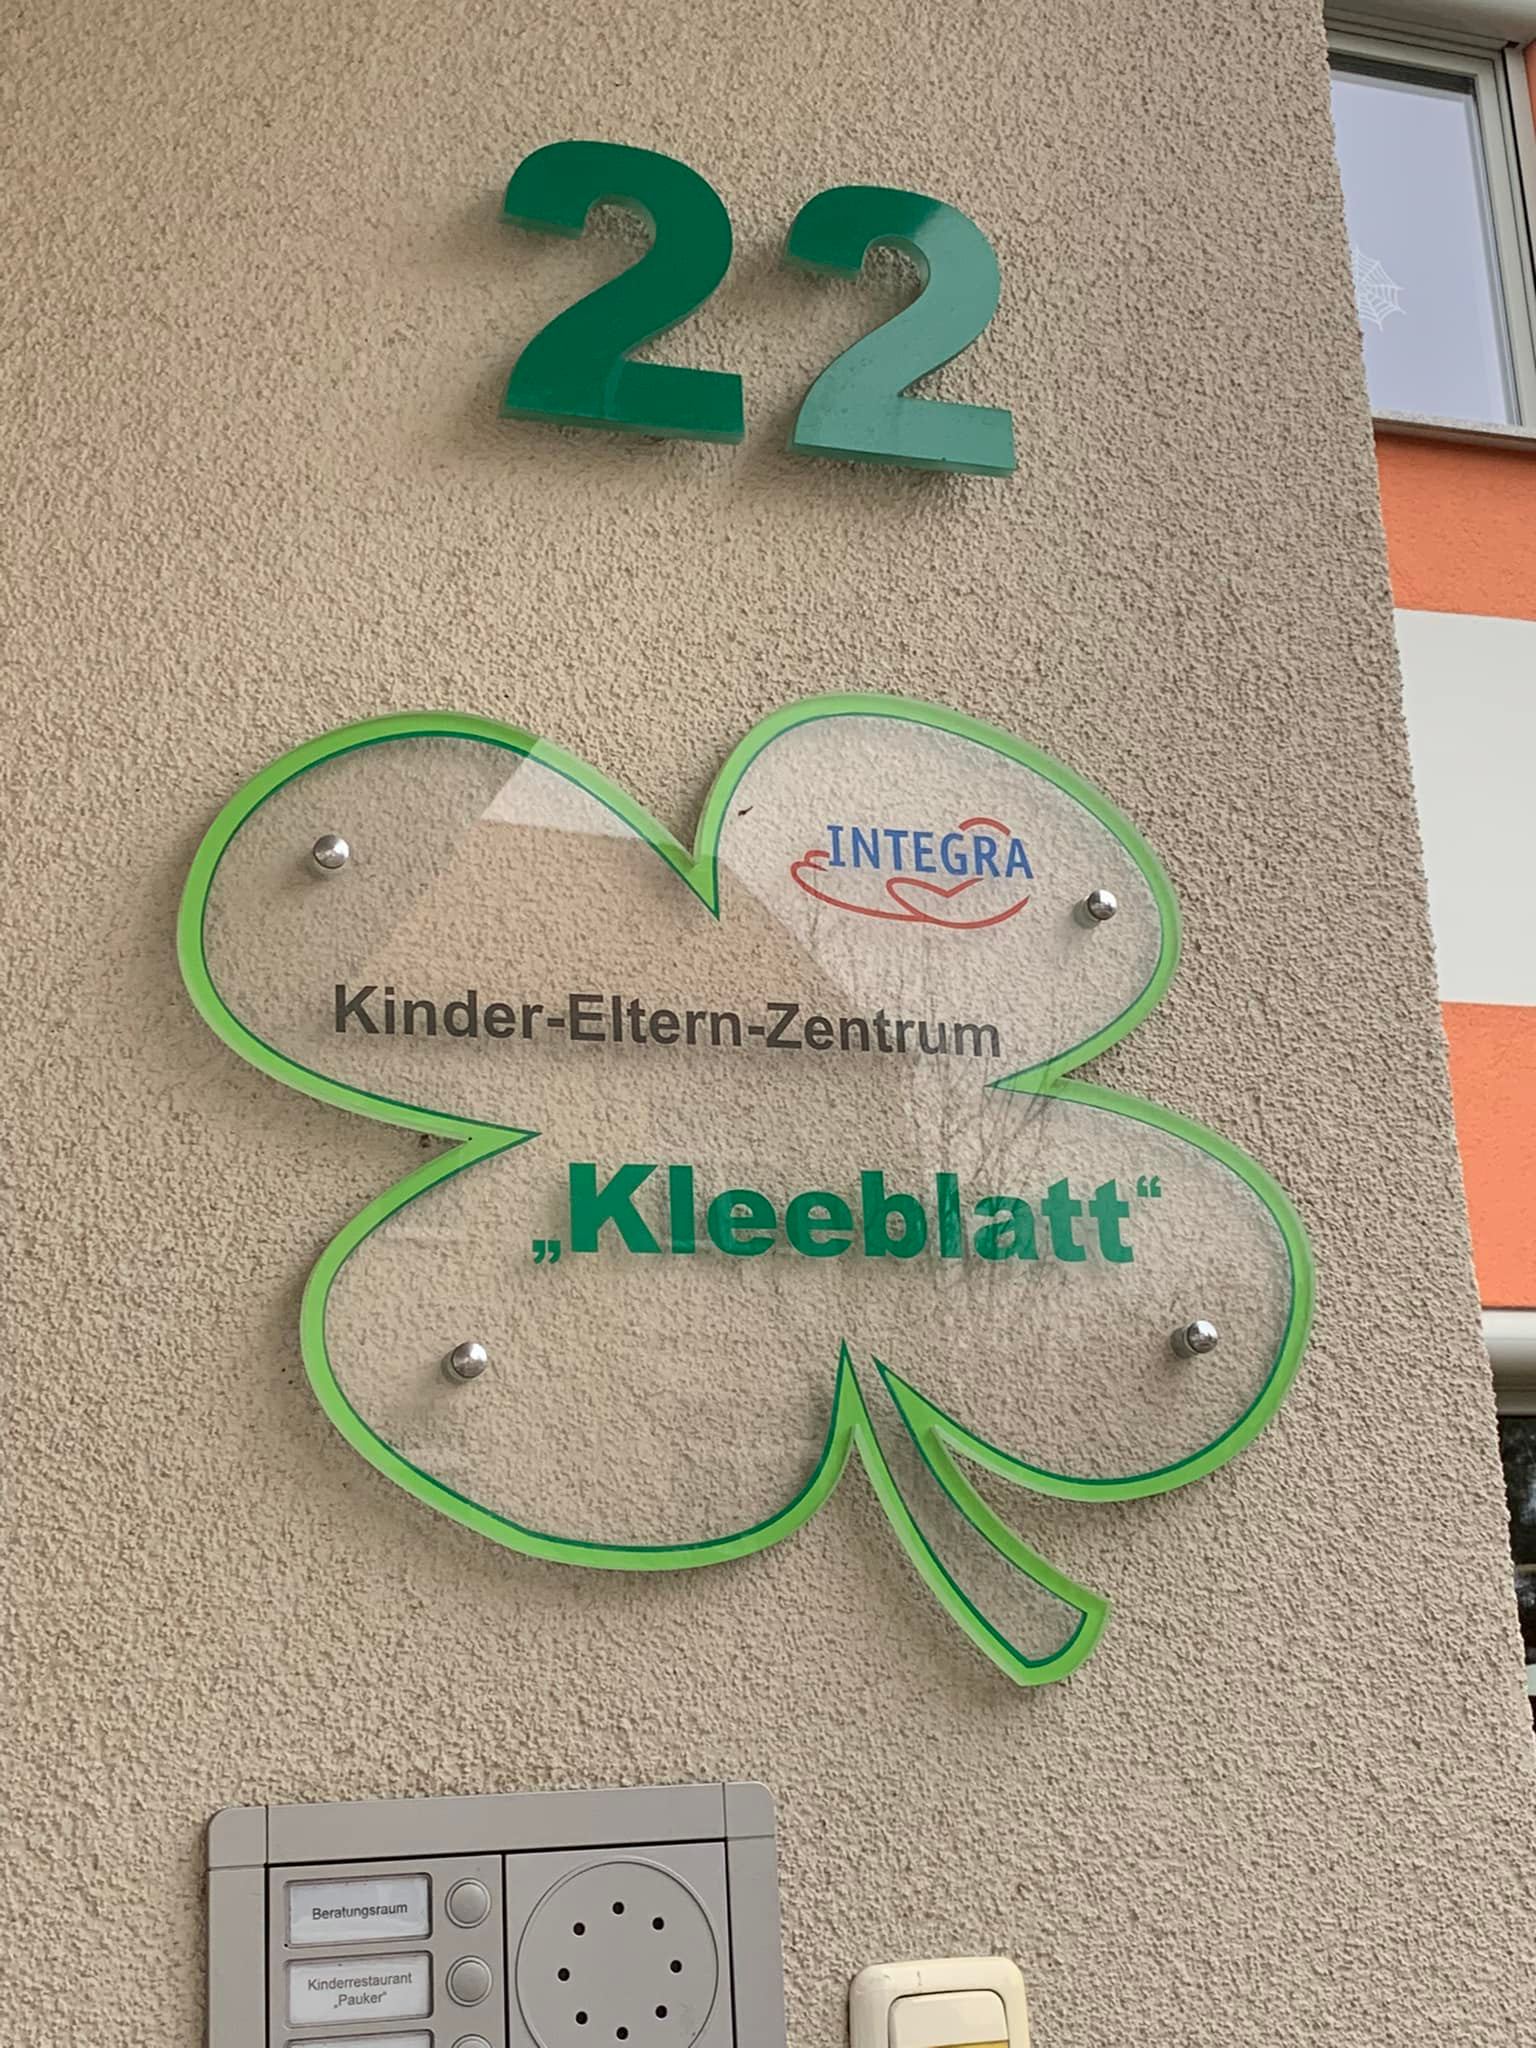 22
INTEGRA
Kinder-Eltern-Zentrum
„Kleeblatt“
Beratungsraum
Kinderrestaurant
„Pauker“